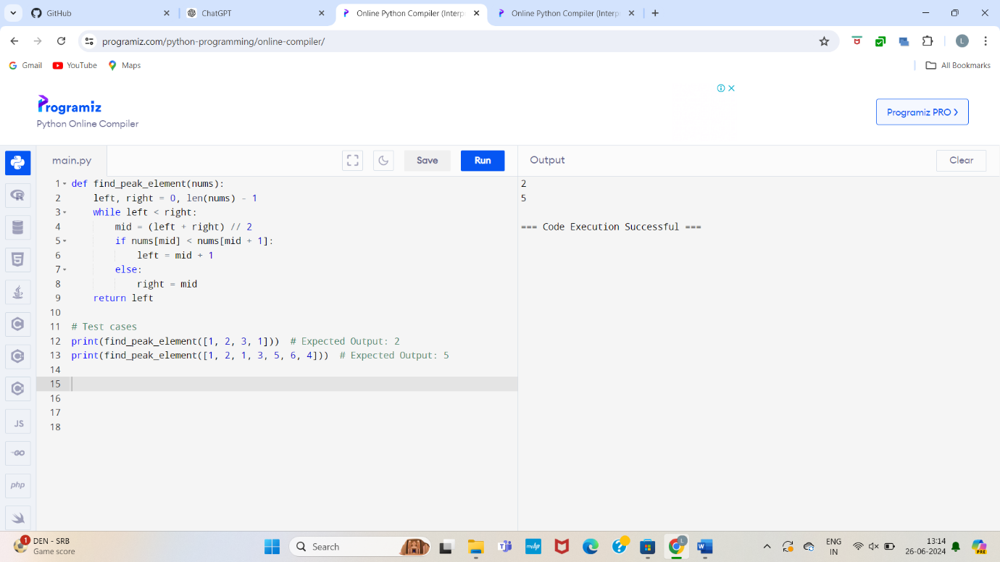 GitHub
ChatGPT
Online Python Compiler (Interp
Online Python Compiler (Interp
programiz.com/python-programming/online-compiler/
L
Gmail
YouTube
Maps
All Bookmarks
Programiz
Python Online Compiler
Programiz PRO
main.py
Save
Run
Output
Clear
1 def find_peak_element(nums):
2     left, right = 0, len(nums) - 1
3     while left < right:
4         mid = (left + right) // 2
5         if nums[mid] < nums[mid + 1]:
6             left = mid + 1
7         else:
8             right = mid
9     return left
10
11 # Test cases
12 print(find_peak_element([1, 2, 3, 1]))  # Expected Output: 2
13 print(find_peak_element([1, 2, 1, 3, 5, 6, 4]))  # Expected Output: 5
14
15
16
17
18
2
5
=== Code Execution Successful ===
JS
GO
php
1
DEN - SRB
Game score
Search
L
ENG
IN
13:14
26-06-2024
PRE